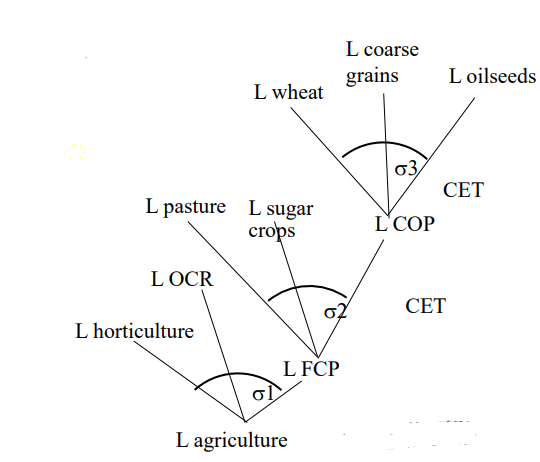 L coarse
grains
L oilseeds
L wheat
σ3
CET
L COP
L pasture
L sugar
crops
L OCR
σ2
CET
L horticulture
L FCP
σ1
L agriculture